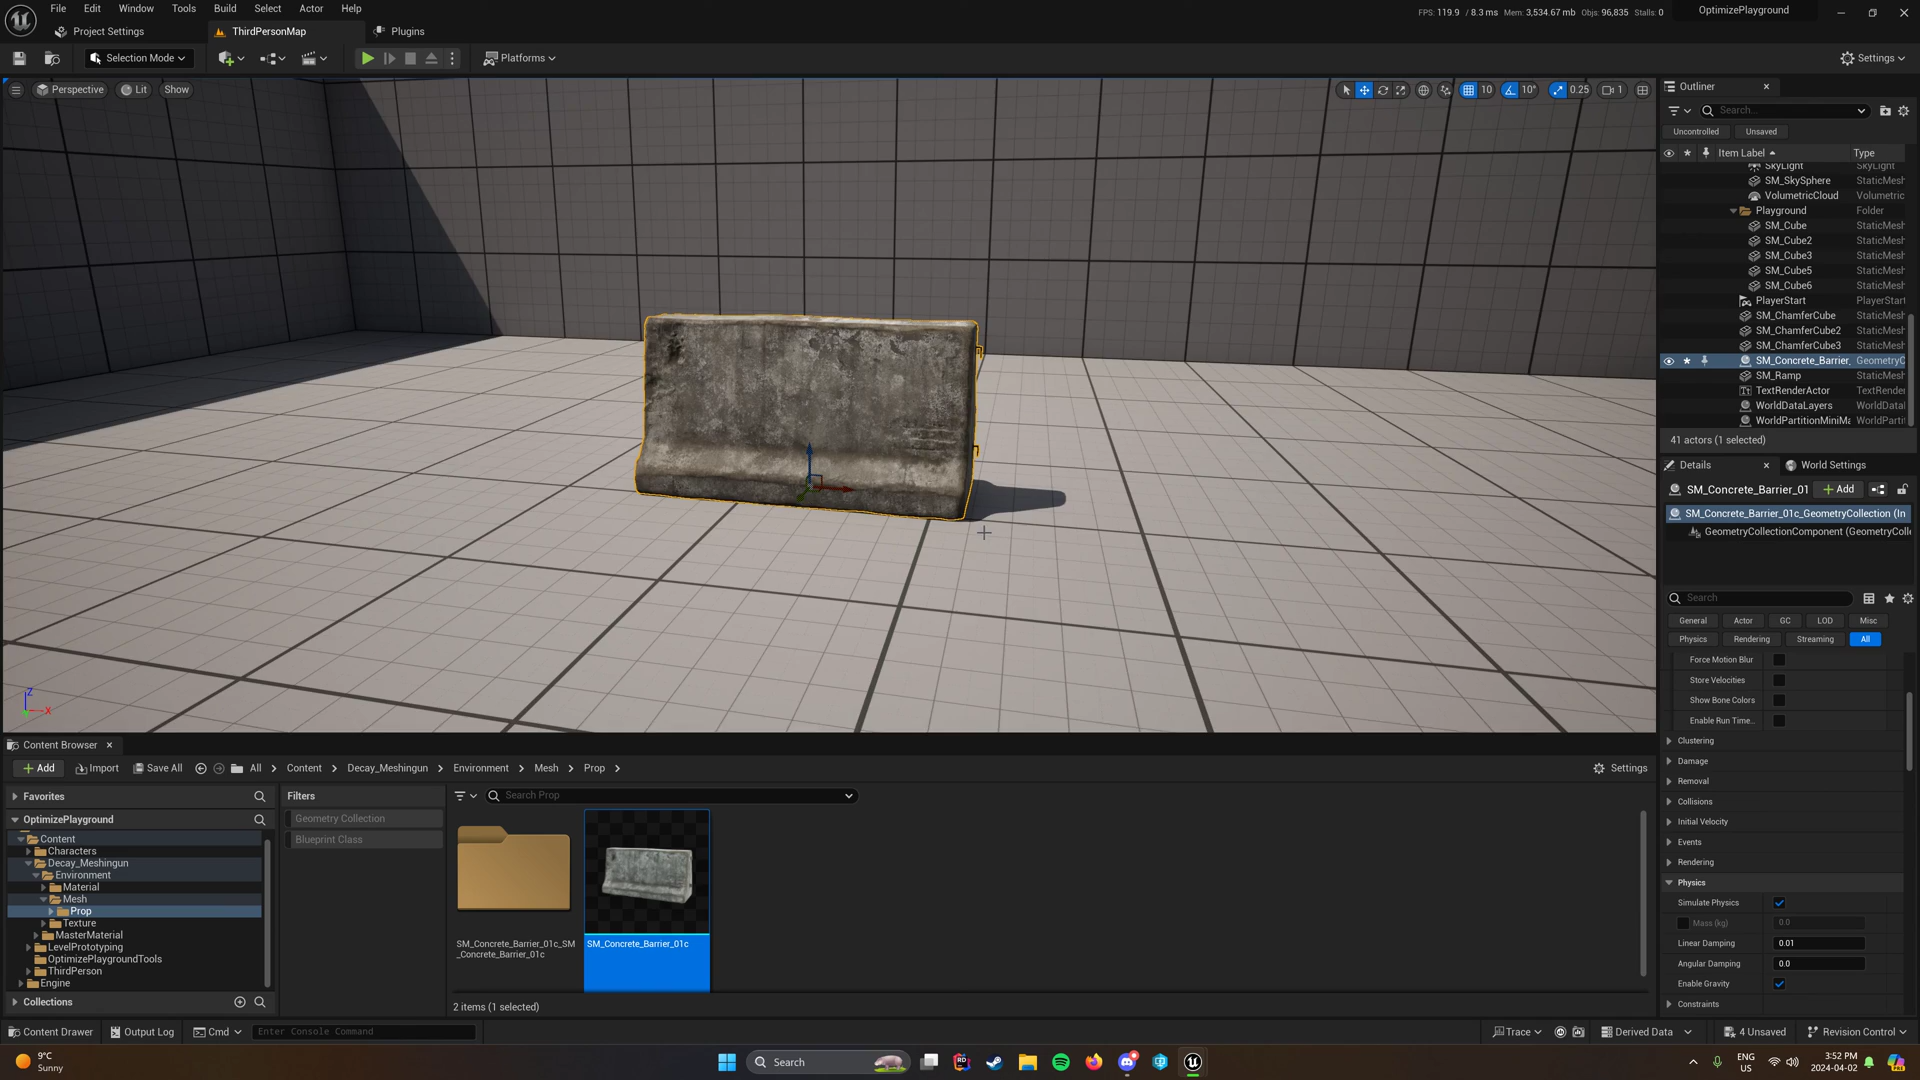 File Edit Window Tools Build Select Actor Help
FPS: 119.9 / 8.3 ms Mem: 3,534.67 mb Objs: 96,835 Stalls: 0
OptimizePlayground
Project Settings
ThirdPersonMap
Plugins
Selection Mode
Platforms
Settings
Perspective
Lit
Show
10
10°
0.25
1
Outliner
Search...
Uncontrolled
Unsaved
Item Label
Type
SkyLight SkyLight
SM_SkySphere StaticMesh
VolumetricCloud Volumetric
Playground Folder
SM_Cube StaticMesh
SM_Cube2 StaticMesh
SM_Cube3 StaticMesh
SM_Cube5 StaticMesh
SM_Cube6 StaticMesh
PlayerStart PlayerStart
SM_ChamferCube StaticMesh
SM_ChamferCube2 StaticMesh
SM_ChamferCube3 StaticMesh
SM_Concrete_Barrier_ GeometryC
SM_Ramp StaticMesh
TextRenderActor TextRender
WorldDataLayers WorldData
WorldPartitionMiniMa WorldParti
41 actors (1 selected)
Details
World Settings
SM_Concrete_Barrier_01
Add
SM_Concrete_Barrier_01c_GeometryCollection (In
GeometryCollectionComponent (GeometryColle
Search
General Actor GC LOD Misc
Physics Rendering Streaming All
Force Motion Blur
Store Velocities
Show Bone Colors
Enable Run Time..
Clustering
Damage
Removal
Collisions
Initial Velocity
Events
Rendering
Physics
Simulate Physics
Mass (kg) 0.0
Linear Damping 0.01
Angular Damping 0.0
Enable Gravity
Constraints
Z
X
Content Browser
Add
Import
Save All
All Content Decay_Meshingun Environment Mesh Prop
Settings
Favorites
OptimizePlayground
Content
Characters
Decay_Meshingun
Environment
Material
Mesh
Prop
Texture
MasterMaterial
LevelPrototyping
OptimizePlaygroundTools
ThirdPerson
Engine
Collections
Filters
Geometry Collection
Blueprint Class
Search Prop
SM_Concrete_Barrier_01c_SM
_Concrete_Barrier_01c
SM_Concrete_Barrier_01c
2 items (1 selected)
Content Drawer
Output Log
Cmd
Enter Console Command
Trace
Derived Data
4 Unsaved
Revision Control
9°C
Sunny
Search
RD
ENG
US
3:52 PM
2024-04-02